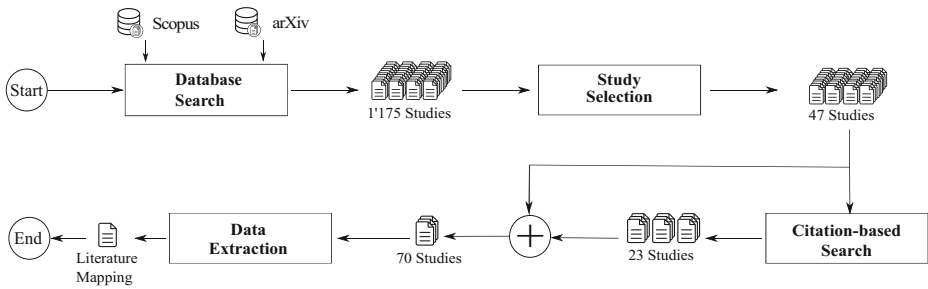 Scopus
arXiv
Start
Database
Search
1'175 Studies
Study
Selection
47 Studies
End
Literature
Mapping
Data
Extraction
70 Studies
23 Studies
Citation-based
Search